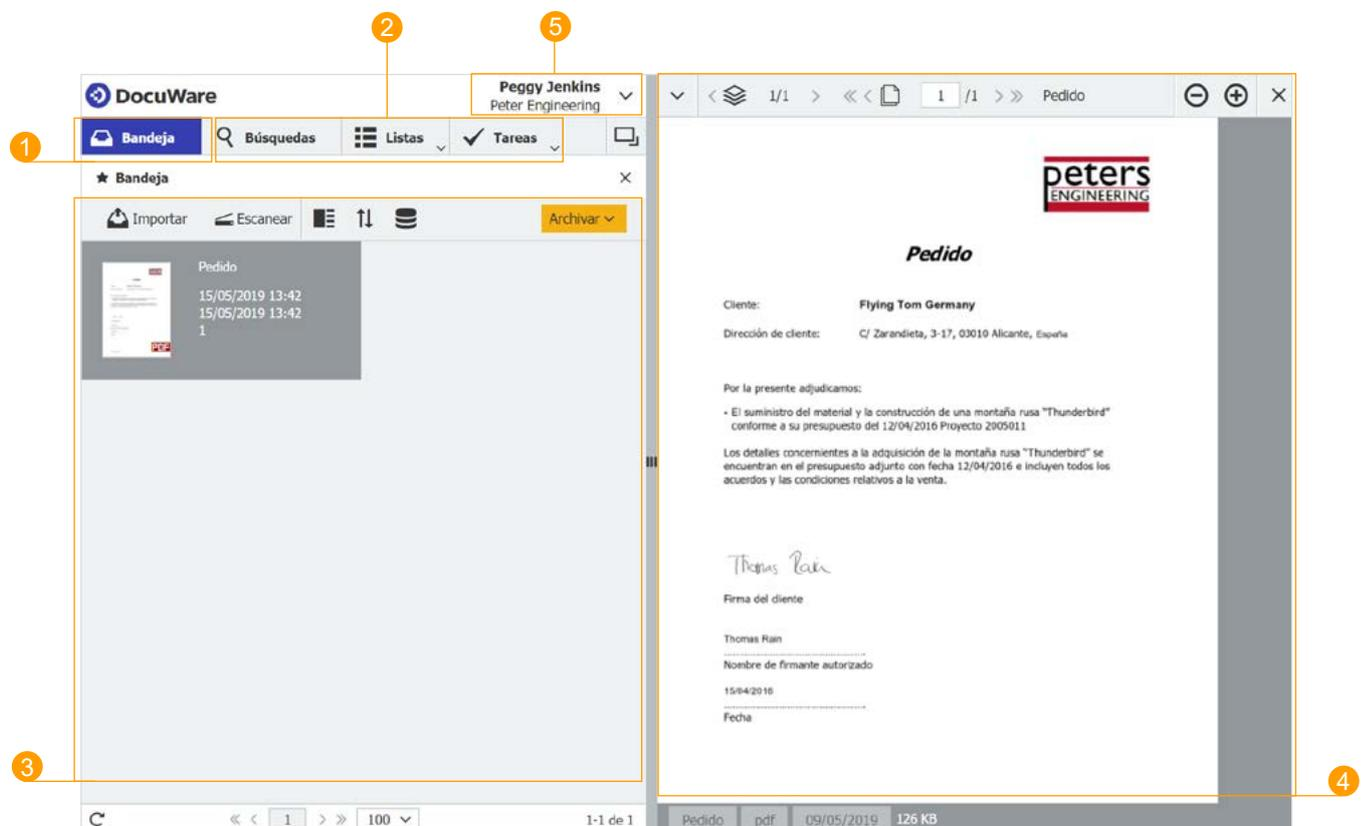 2
5
DocuWare
Peggy Jenkins
Peter Engineering
1/1
1 /1
Pedido
1
Bandeja
Búsquedas
Listas
Tareas
Bandeja
Importar
Escanear
Archivar
Pedido
15/05/2019 13:42
15/05/2019 13:42
1
PDF
peters
ENGINEERING
Pedido
Cliente: Flying Tom Germany
Dirección de cliente: C/ Zarandieta, 3-17, 03010 Alicante, España
Por la presente adjudicamos:
- El suministro del material y la construcción de una montaña rusa "Thunderbird"
conforme a su presupuesto del 12/04/2016 Proyecto 2005011
Los detalles concernientes a la adquisición de la montaña rusa "Thunderbird" se
encuentran en el presupuesto adjunto con fecha 12/04/2016 e incluyen todos los
acuerdos y las condiciones relativos a la venta.
Thomas Rain
Firma del cliente
Thomas Rain
Nombre de firmante autorizado
15/04/2016
Fecha
3
4
1
100
1-1 de 1
Pedido
pdf
09/05/2019
126 KB